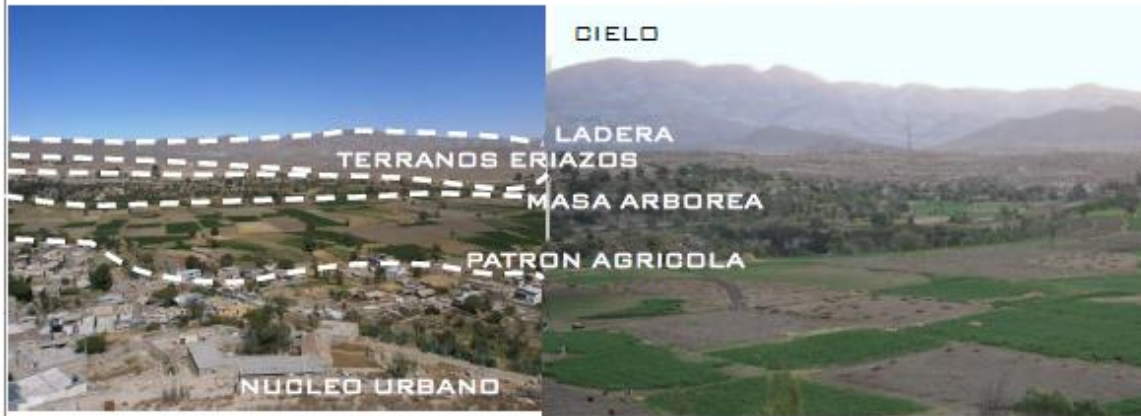 CIELO
LADERA
TERRANOS ERIAZOS
MASA ARBOREA
PATRON AGRICOLA
NUCLEO URBANO